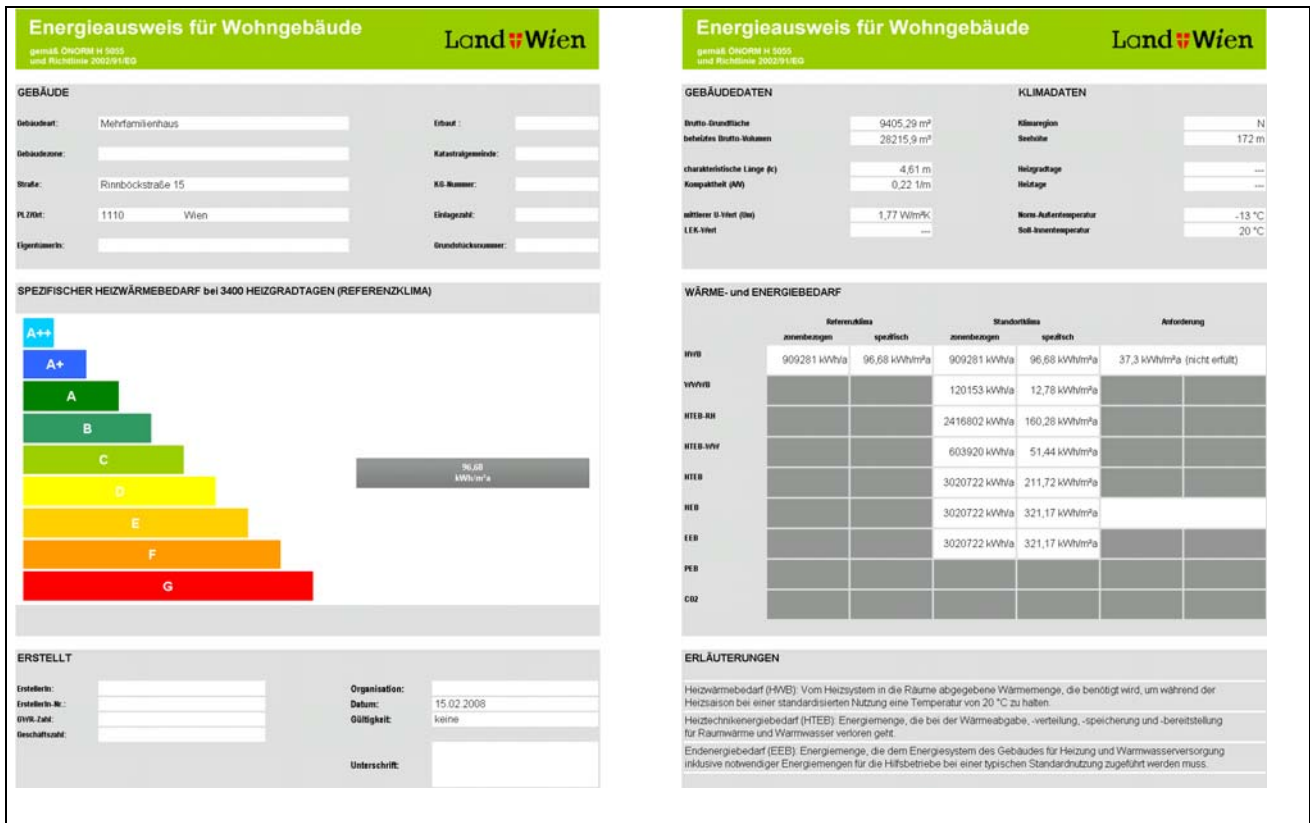 Energieausweis für Wohngebäude
gemäß ÖNORM H 5055
und Richtlinie 2002/91/EG
Land Wien
GEBÄUDE
Gebäudeart: Mehrfamilienhaus Erbaut :
Gebäudezone: Katastralgemeinde:
Straße: Rinnböckstraße 15 KG-Nummer:
PLZ/Ort: 1110 Wien Einlagezahl:
EigentümerIn: Grundstücksnummer:
SPEZIFISCHER HEIZWÄRMEBEDARF bei 3400 HEIZGRADTAGEN (REFERENZKLIMA)
A++
A+
A
B
C
96,68
kWh/m²a
D
E
F
G
ERSTELLT
ErstellerIn: Organisation:
ErstellerIn-Nr.: Datum: 15.02.2008
GWR-Zahl: Gültigkeit: keine
Geschäftszahl:
Unterschrift:
Energieausweis für Wohngebäude
gemäß ÖNORM H 5055
und Richtlinie 2002/91/EG
Land Wien
GEBÄUDEDATEN KLIMADATEN
Brutto-Grundfläche 9405,29 m² Klimaregion N
beheiztes Brutto-Volumen 28215,9 m³ Seehöhe 172 m
charakteristische Länge (lc) 4,61 m Heizgradtage ---
Kompaktheit (A/V) 0,22 1/m Heiztage ---
mittlerer U-Wert (Um) 1,77 W/m²K Norm-Außentemperatur -13 °C
LEK-Wert --- Soll-Innentemperatur 20 °C
WÄRME- und ENERGIEBEDARF
Referenzklima Standortklima Anforderung
zonenbezogen spezifisch zonenbezogen spezifisch
HWB 909281 kWh/a 96,68 kWh/m²a 909281 kWh/a 96,68 kWh/m²a 37,3 kWh/m²a (nicht erfüllt)
WWWB 120153 kWh/a 12,78 kWh/m²a
HTEB-RH 2416802 kWh/a 160,28 kWh/m²a
HTEB-WW 603920 kWh/a 51,44 kWh/m²a
HTEB 3020722 kWh/a 211,72 kWh/m²a
HEB 3020722 kWh/a 321,17 kWh/m²a
EEB 3020722 kWh/a 321,17 kWh/m²a
PEB
CO2
ERLÄUTERUNGEN
Heizwärmebedarf (HWB): Vom Heizsystem in die Räume abgegebene Wärmemenge, die benötigt wird, um während der
Heizsaison bei einer standardisierten Nutzung eine Temperatur von 20 °C zu halten.
Heiztechnikenergiebedarf (HTEB): Energiemenge, die bei der Wärmeabgabe, -verteilung, -speicherung und -bereitstellung
für Raumwärme und Warmwasser verloren geht.
Endenergiebedarf (EEB): Energiemenge, die dem Energiesystem des Gebäudes für Heizung und Warmwasserversorgung
inklusive notwendiger Energiemengen für die Hilfsbetriebe bei einer typischen Standardnutzung zugeführt werden muss.